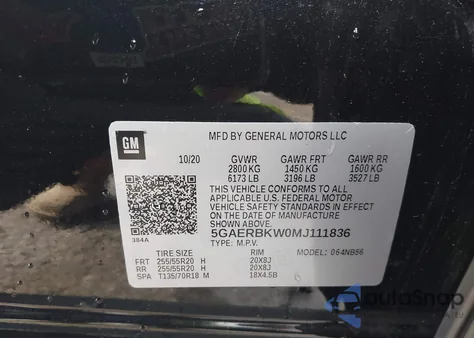 GM
MFD BY GENERAL MOTORS LLC
10/20 GVWR GAWR FRT GAWR RR
2800 KG 1450 KG 1600 KG
6173 LB 3196 LB 3527 LB
THIS VEHICLE CONFORMS TO ALL
APPLICABLE U.S. FEDERAL MOTOR
VEHICLE SAFETY STANDARDS IN EFFECT
ON THE DATE OF MANUFACTURE
SHOWN ABOVE.
5GAERBKW0MJ111836
384A
TYPE: M.P.V. MODEL: 064NB56
TIRE SIZE RIM
FRT 255/55R20 H 20X8J
RR 255/55R20 H 20X8J
SPA T135/70R18 M 18X4.5B
autoSnap